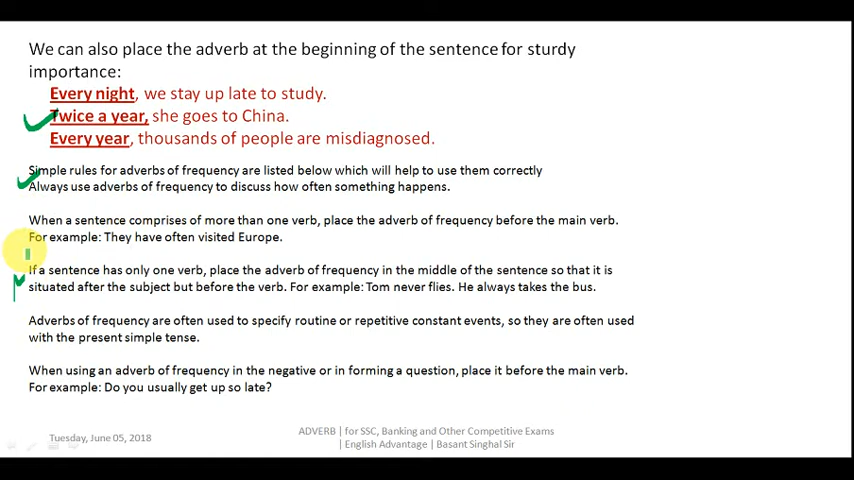 We can also place the adverb at the beginning of the sentence for sturdy
importance:
Every night, we stay up late to study.
Twice a year, she goes to China.
Every year, thousands of people are misdiagnosed.
Simple rules for adverbs of frequency are listed below which will help to use them correctly
Always use adverbs of frequency to discuss how often something happens.
When a sentence comprises of more than one verb, place the adverb of frequency before the main verb.
For example: They have often visited Europe.
If a sentence has only one verb, place the adverb of frequency in the middle of the sentence so that it is
situated after the subject but before the verb. For example: Tom never flies. He always takes the bus.
Adverbs of frequency are often used to specify routine or repetitive constant events, so they are often used
with the present simple tense.
When using an adverb of frequency in the negative or in forming a question, place it before the main verb.
For example: Do you usually get up so late?
Tuesday, June 05, 2018
ADVERB | for SSC, Banking and Other Competitive Exams
| English Advantage | Basant Singhal Sir